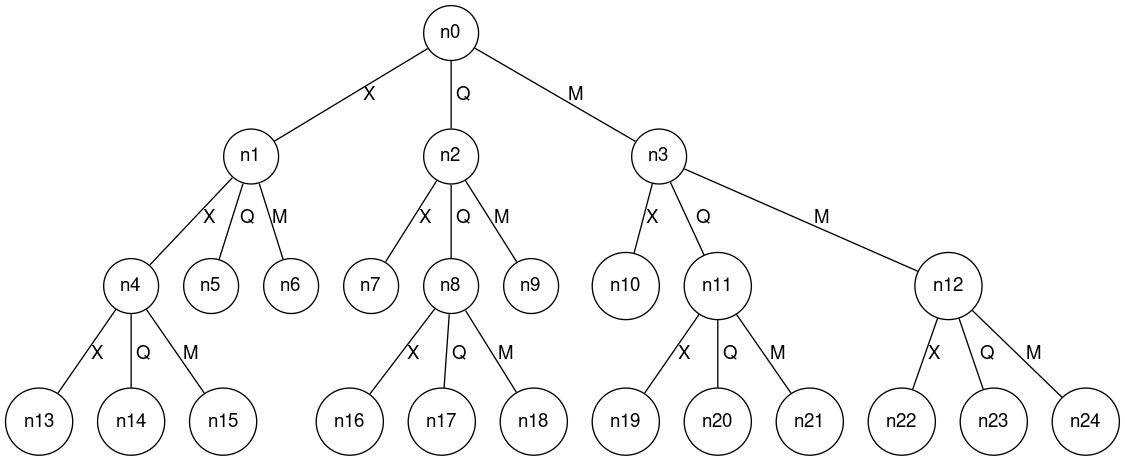 n0
X Q M
n1 n2 n3
X Q M X Q M X Q M
n4 n5 n6 n7 n8 n9 n10 n11 n12
X Q M X Q M X Q M X Q M
n13 n14 n15 n16 n17 n18 n19 n20 n21 n22 n23 n24